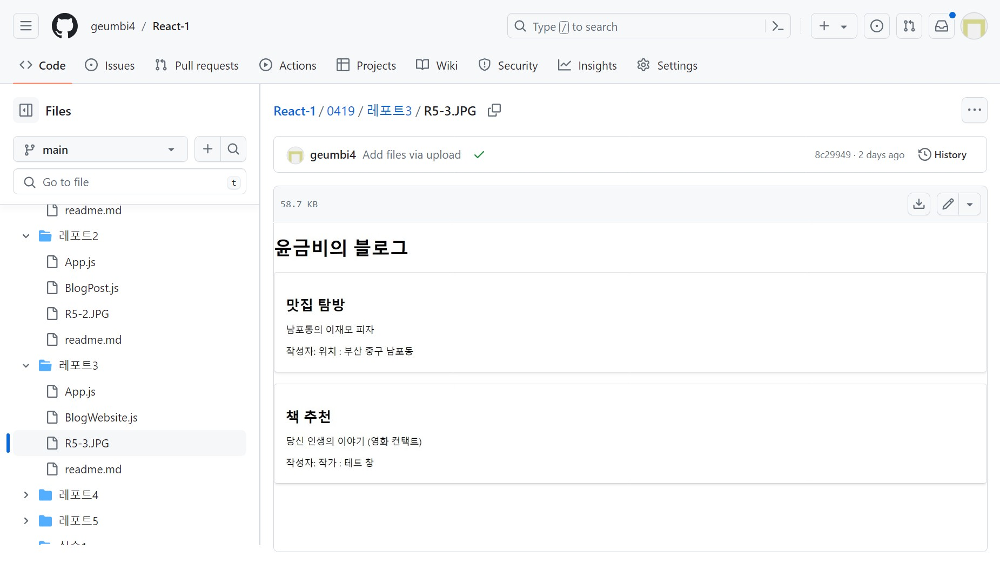 geumbi4 / React-1
Type / to search
Code Issues Pull requests Actions Projects Wiki Security Insights Settings
Files
main
Go to file t
readme.md
레포트2
App.js
BlogPost.js
R5-2.JPG
readme.md
레포트3
App.js
BlogWebsite.js
R5-3.JPG
readme.md
레포트4
레포트5
React-1 / 0419 / 레포트3 / R5-3.JPG
geumbi4 Add files via upload
8c29949 · 2 days ago History
58.7 KB
윤금비의 블로그
맛집 탐방
남포동의 이재모 피자
작성자: 위치 : 부산 중구 남포동
책 추천
당신 인생의 이야기 (영화 컨택트)
작성자: 작가 : 테드 창